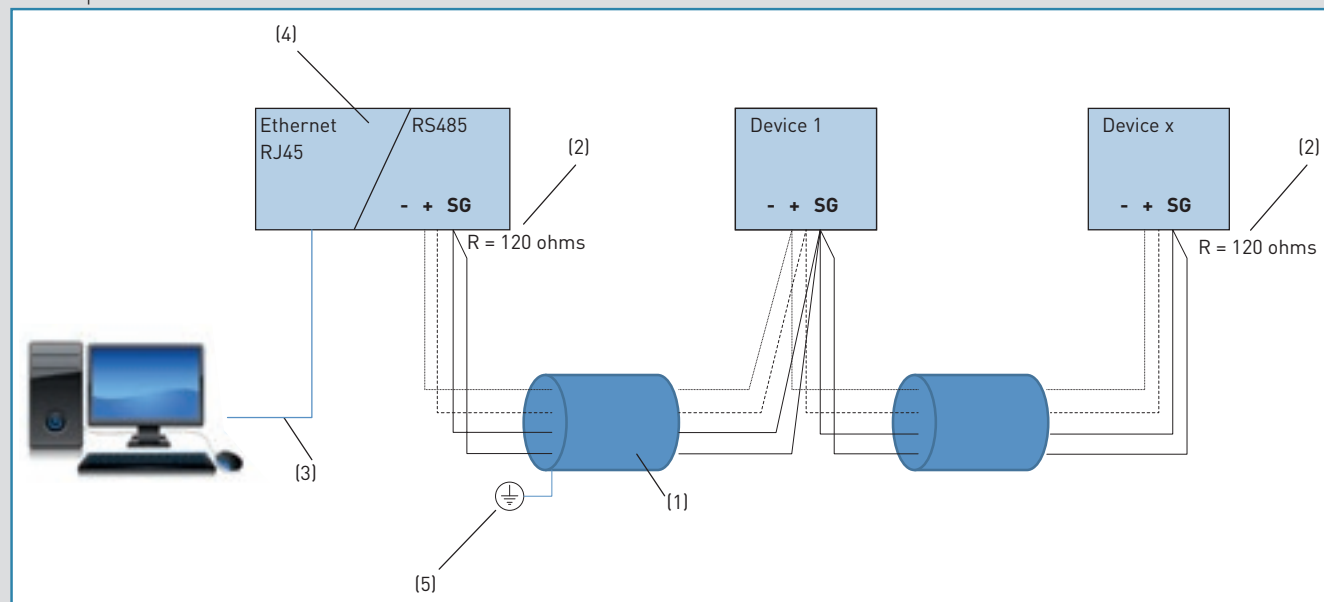 (4)
Ethernet
RJ45
RS485
- + SG
(2)
R = 120 ohms
Device 1
- + SG
Device x
- + SG
(2)
R = 120 ohms
(3)
(1)
(5)